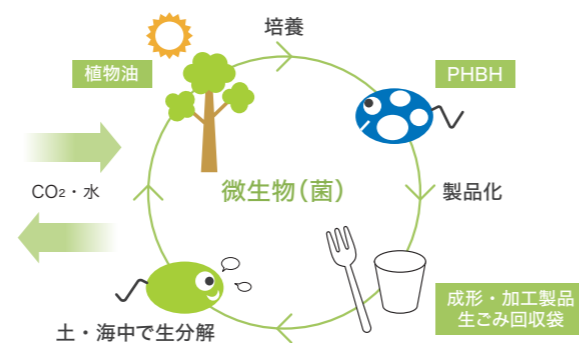 培養
植物油
PHBH
CO₂・水
微生物（菌）
製品化
成形・加工製品
生ごみ回収袋
土・海中で生分解